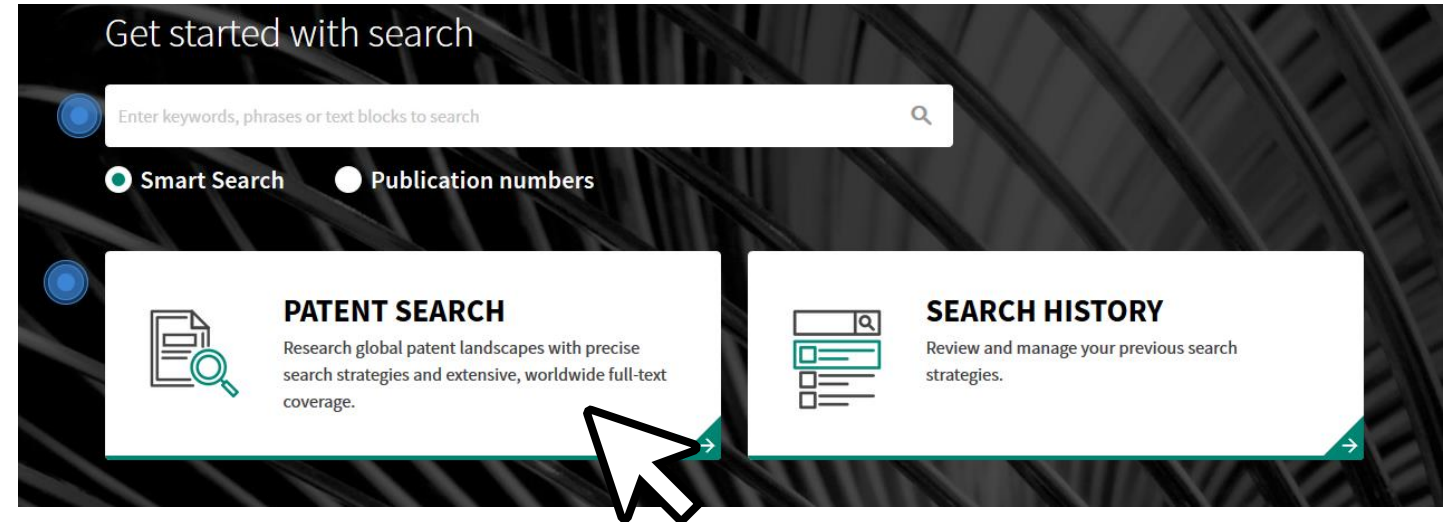 Get started with search
Enter keywords, phrases or text blocks to search
Smart Search Publication numbers
PATENT SEARCH
Research global patent landscapes with precise
search strategies and extensive, worldwide full-text
coverage.
SEARCH HISTORY
Review and manage your previous search
strategies.